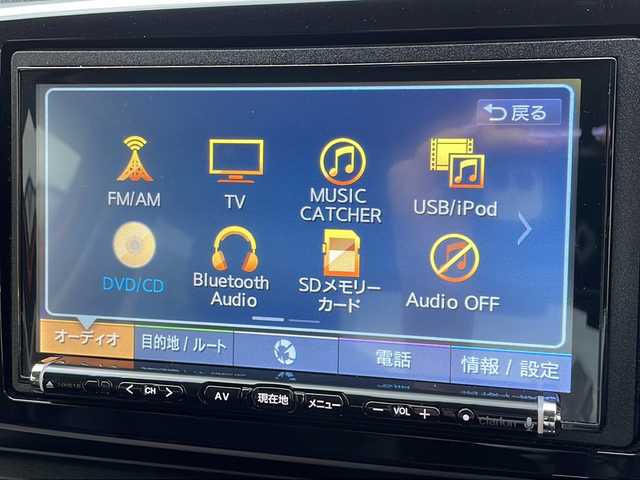 戻る
FM/AM
TV
MUSIC
CATCHER
USB/iPod
DVD/CD
Bluetooth
Audio
SDメモリー
カード
Audio OFF
オーディオ
目的地 / ルート
電話
情報 / 設定
CH
AV
現在地
メニュー
− VOL +
clarion